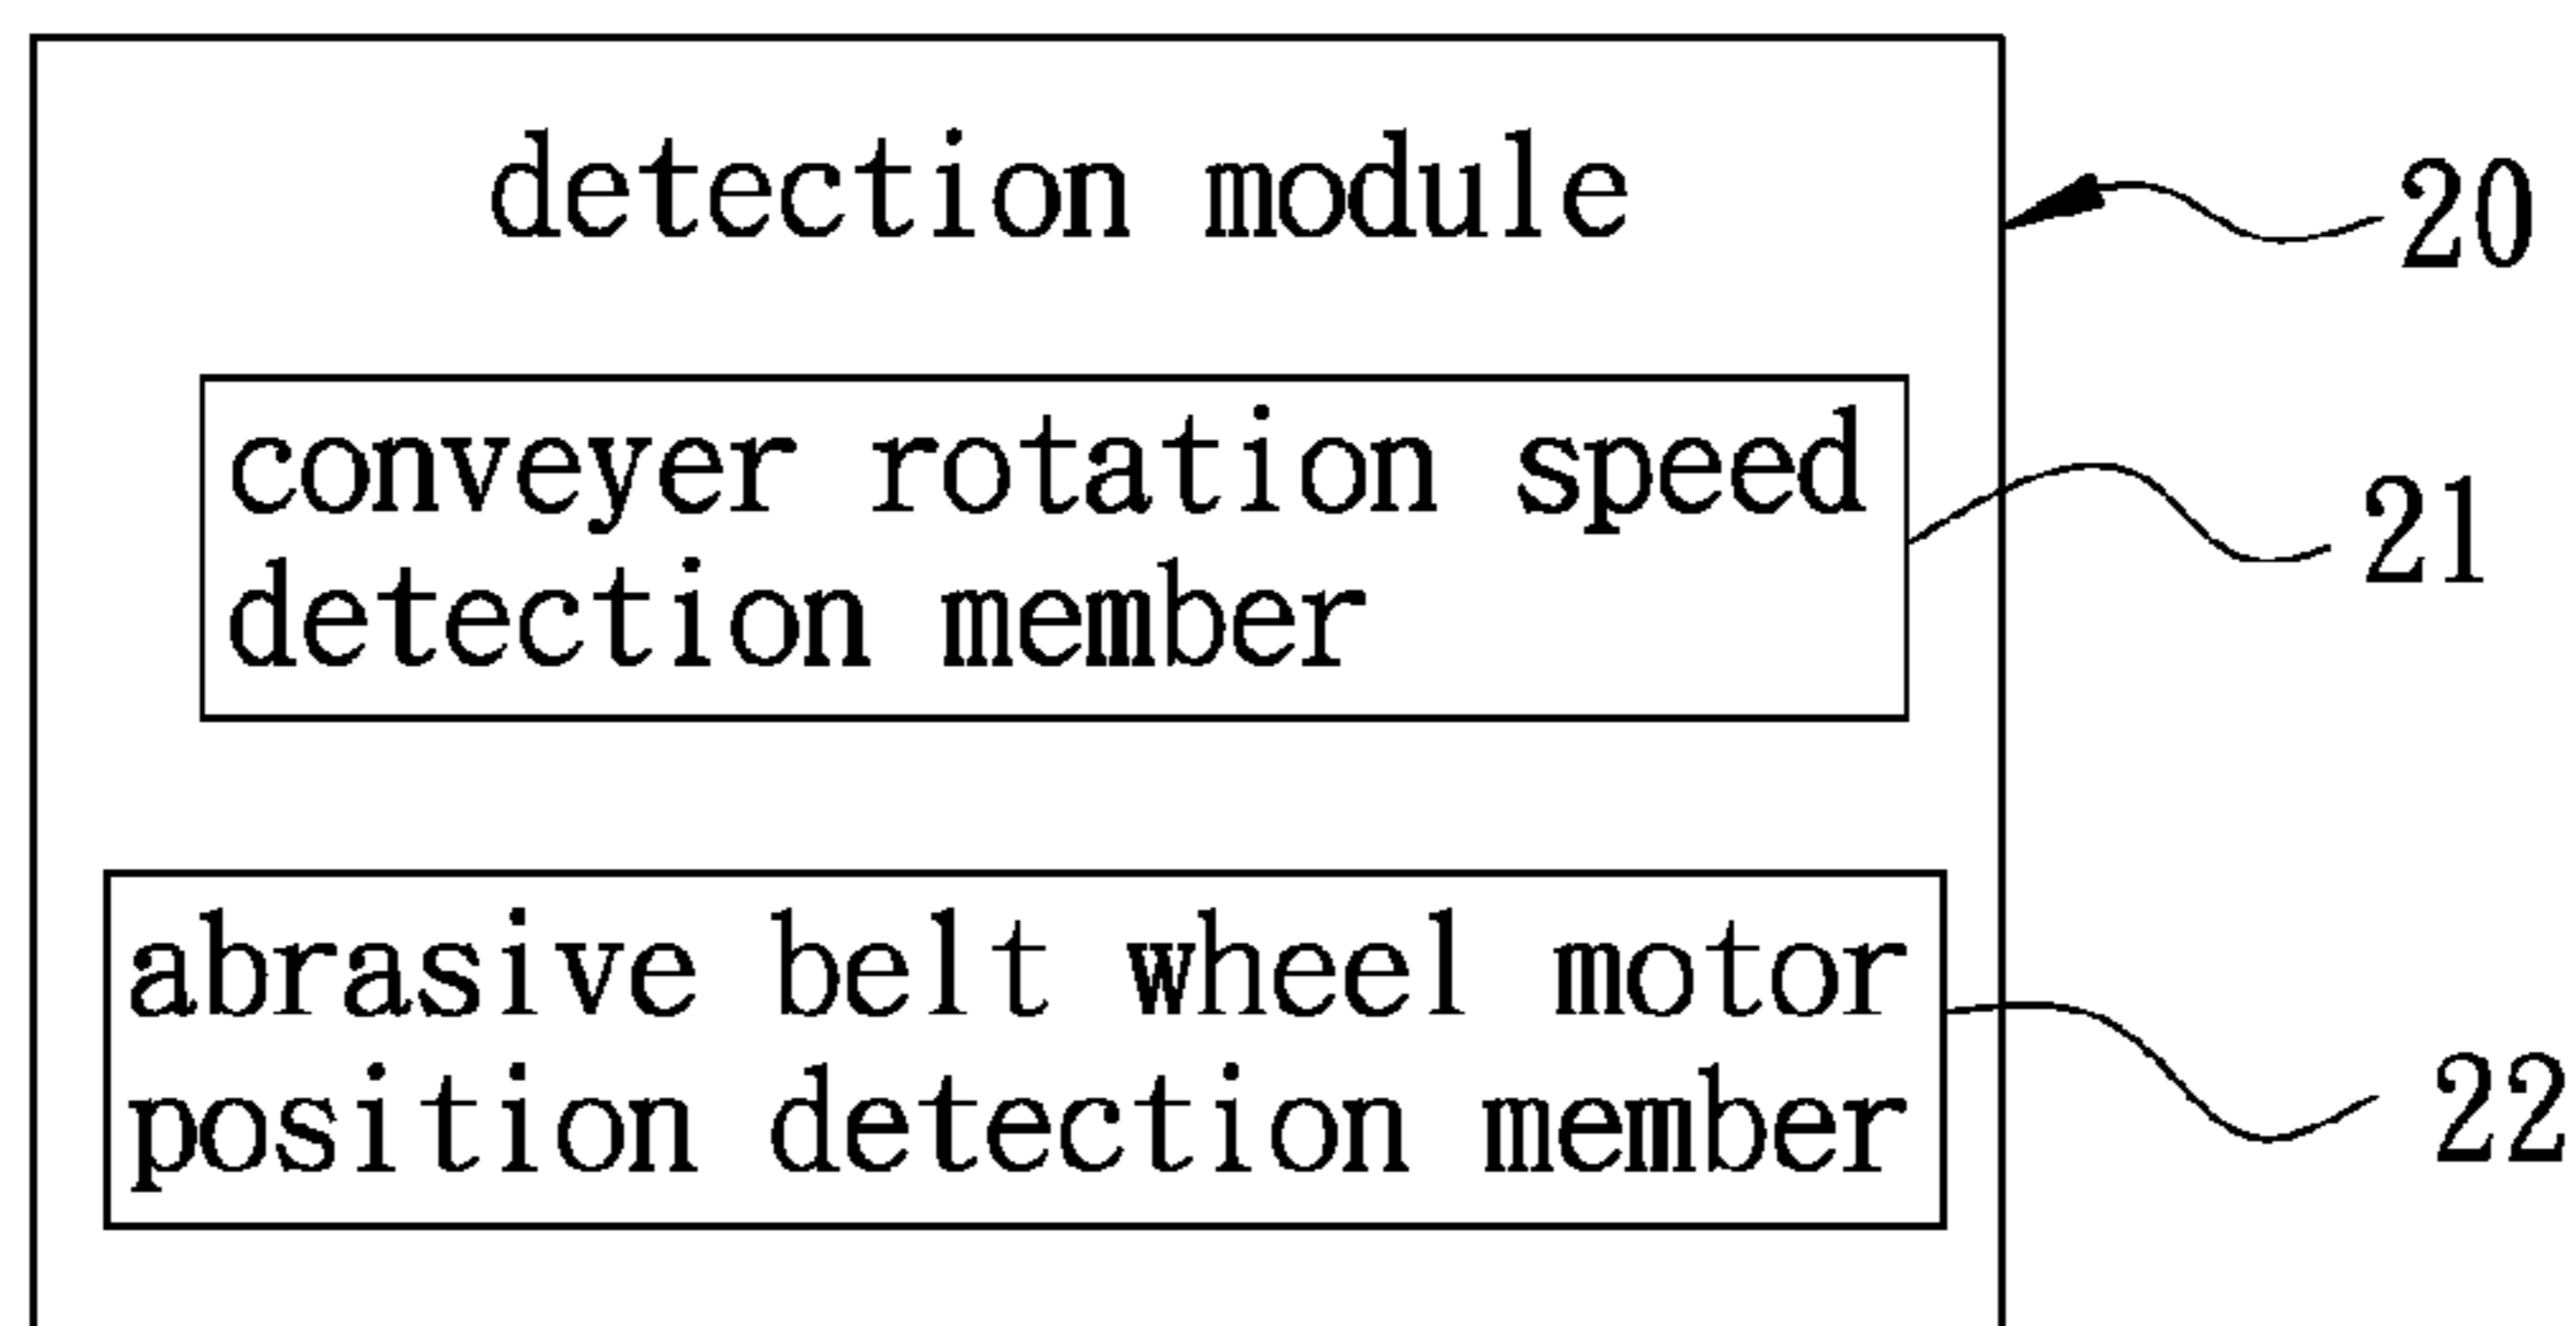 detection module
20
conveyer rotation speed
detection member
21
abrasive belt wheel motor
position detection member
22